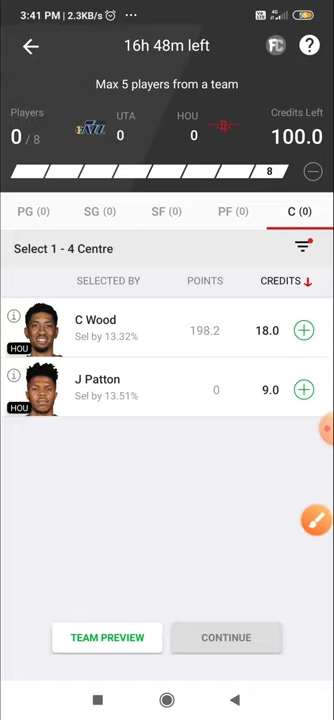 3:41 PM | 2.3KB/s
16h 48m left
FC
?
Max 5 players from a team
Players
0 / 8
UTA
0
HOU
0
Credits Left
100.0
8
PG (0)
SG (0)
SF (0)
PF (0)
C (0)
Select 1 - 4 Centre
SELECTED BY
POINTS
CREDITS
i
HOU
C Wood
Sel by 13.32%
198.2
18.0
i
HOU
J Patton
Sel by 13.51%
0
9.0
TEAM PREVIEW
CONTINUE